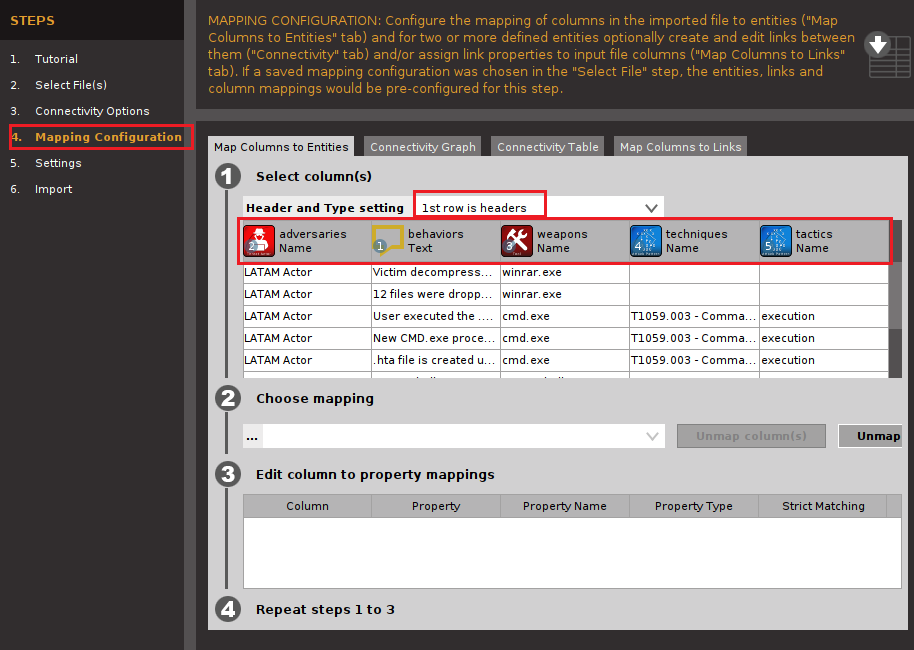 STEPS
1. Tutorial
2. Select File(s)
3. Connectivity Options
4. Mapping Configuration
5. Settings
6. Import
MAPPING CONFIGURATION: Configure the mapping of columns in the imported file to entities ("Map
Columns to Entities" tab) and for two or more defined entities optionally create and edit links between
them ("Connectivity" tab) and/or assign link properties to input file columns ("Map Columns to Links"
tab). If a saved mapping configuration was chosen in the "Select File" step, the entities, links and
column mappings would be pre-configured for this step.
Map Columns to Entities Connectivity Graph Connectivity Table Map Columns to Links
1 Select column(s)
Header and Type setting 1st row is headers
2 adversaries 1 behaviors 3 weapons 4 techniques 5 tactics
Name Text Name Name Name
LATAM Actor Victim decompress... winrar.exe
LATAM Actor 12 files were dropp... winrar.exe
LATAM Actor User executed the .... cmd.exe T1059.003 - Comma... execution
LATAM Actor New CMD.exe proce... cmd.exe T1059.003 - Comma... execution
LATAM Actor .hta file is created u... cmd.exe T1059.003 - Comma... execution
2 Choose mapping
... Unmap column(s) Unmap
3 Edit column to property mappings
Column Property Property Name Property Type Strict Matching
4 Repeat steps 1 to 3